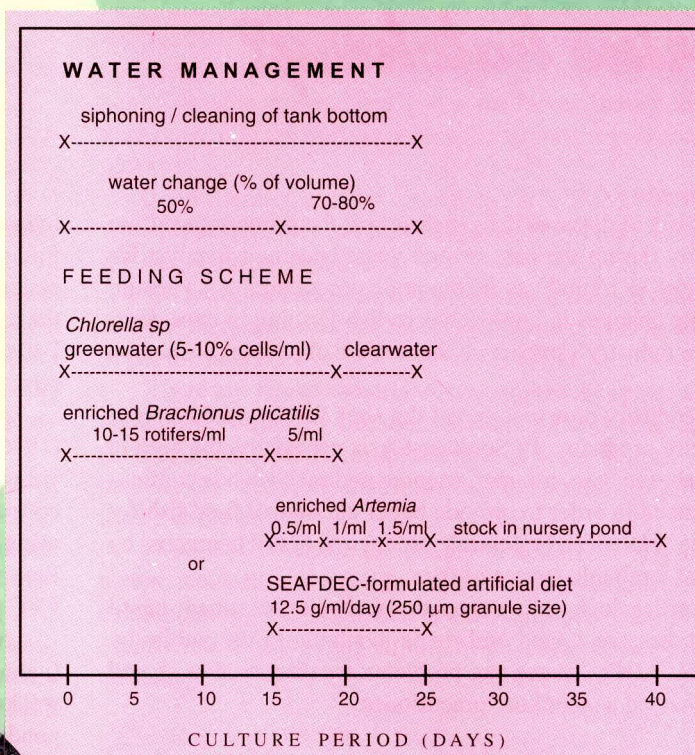 WATER MANAGEMENT
siphoning / cleaning of tank bottom
X----------------------------------------X
water change (% of volume)
50% 70-80%
X-------------------------X---------------X
FEEDING SCHEME
Chlorella sp
greenwater (5-10% cells/ml) clearwater
X-------------------------------X---------X
enriched Brachionus plicatilis
10-15 rotifers/ml 5/ml
X------------------------X-------X
enriched Artemia
0.5/ml 1/ml 1.5/ml stock in nursery pond
X------x------x-----X---------------------------X
or
SEAFDEC-formulated artificial diet
12.5 g/ml/day (250 µm granule size)
X-----------------X
0 5 10 15 20 25 30 35 40
CULTURE PERIOD (DAYS)